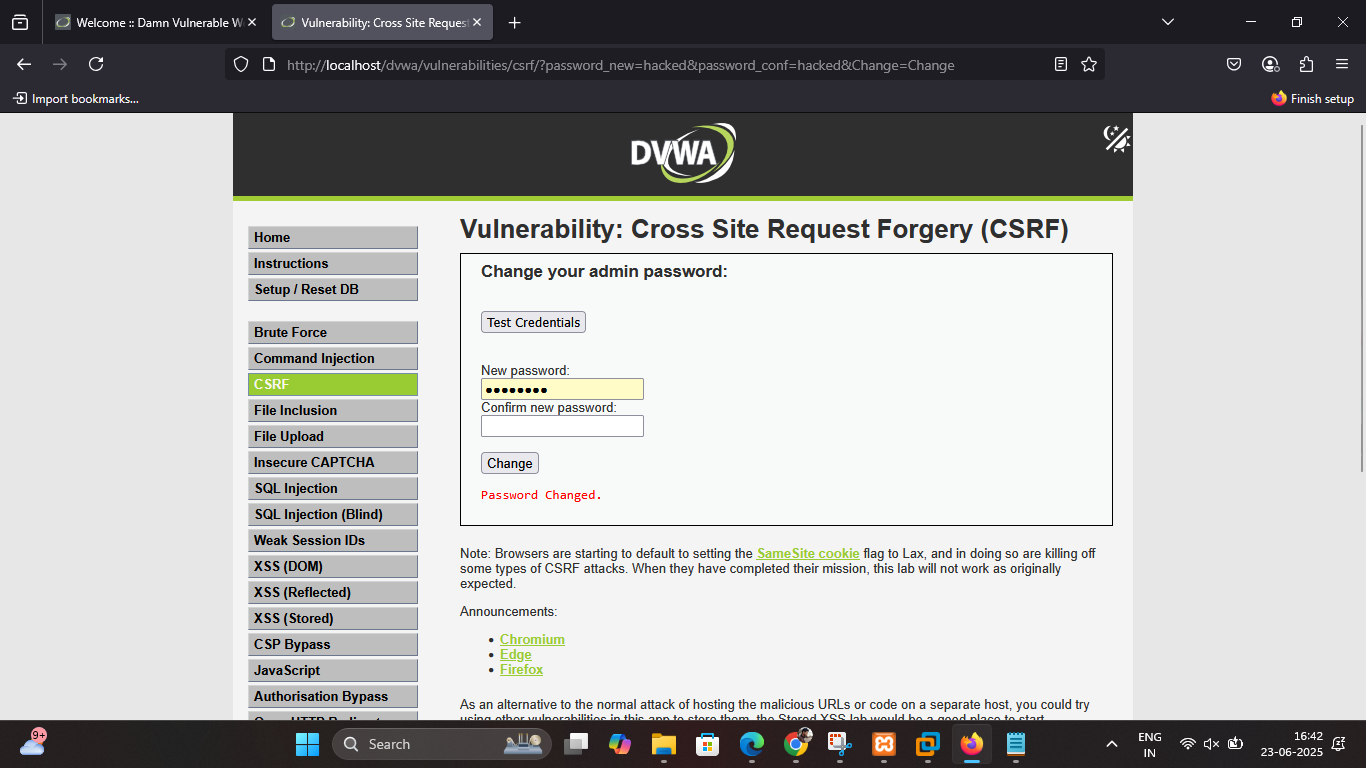 Welcome :: Damn Vulnerable W
Vulnerability: Cross Site Request
http://localhost/dvwa/vulnerabilities/csrf/?password_new=hacked&password_conf=hacked&Change=Change
Import bookmarks...
Finish setup
DVWA
Home
Instructions
Setup / Reset DB
Brute Force
Command Injection
CSRF
File Inclusion
File Upload
Insecure CAPTCHA
SQL Injection
SQL Injection (Blind)
Weak Session IDs
XSS (DOM)
XSS (Reflected)
XSS (Stored)
CSP Bypass
JavaScript
Authorisation Bypass
Vulnerability: Cross Site Request Forgery (CSRF)
Change your admin password:
Test Credentials
New password:
●●●●●●●●
Confirm new password:
Change
Password Changed.
Note: Browsers are starting to default to setting the SameSite cookie flag to Lax, and in doing so are killing off
some types of CSRF attacks. When they have completed their mission, this lab will not work as originally
expected.
Announcements:
Chromium
Edge
Firefox
As an alternative to the normal attack of hosting the malicious URLs or code on a separate host, you could try
using other vulnerabilities in this app to store them, the Stored XSS lab would be a good place to start.
9+
Search
ENG
IN
16:42
23-06-2025